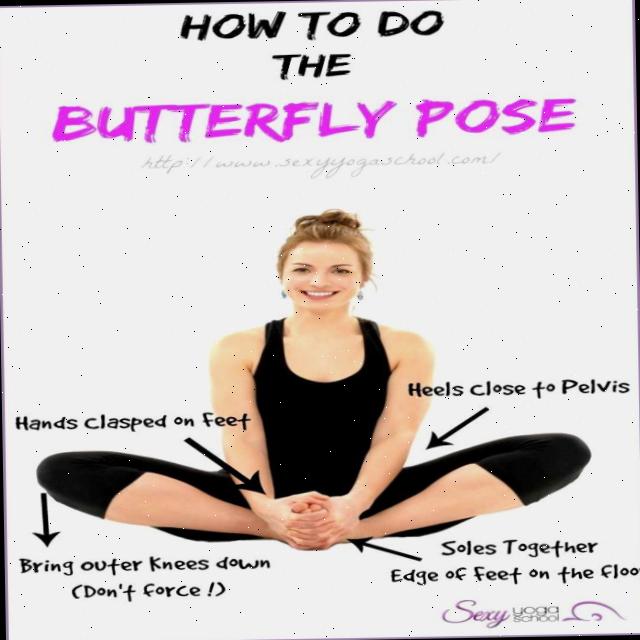 HOW TO DO
THE
BUTTERFLY POSE
http://www.sexyyogaschool.com/
Heels Close to Pelvis
Hands Clasped on Feet
Bring outer Knees down
(Don't Force!)
Soles Together
Edge of Feet on the Floo
Sexy yoga school